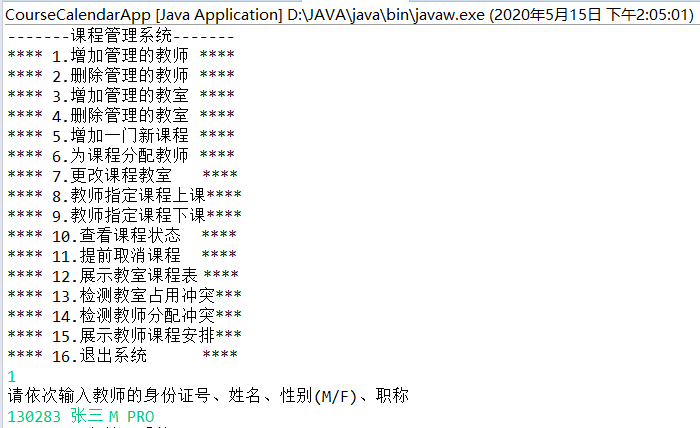 CourseCalendarApp [Java Application] D:\JAVA\java\bin\javaw.exe (2020年5月15日 下午2:05:01)
-------课程管理系统-------
**** 1.增加管理的教师 ****
**** 2.删除管理的教师 ****
**** 3.增加管理的教室 ****
**** 4.删除管理的教室 ****
**** 5.增加一门新课程 ****
**** 6.为课程分配教师 ****
**** 7.更改课程教室   ****
**** 8.教师指定课程上课****
**** 9.教师指定课程下课****
**** 10.查看课程状态  ****
**** 11.提前取消课程  ****
**** 12.展示教室课程表 ****
**** 13.检测教室占用冲突***
**** 14.检测教师分配冲突***
**** 15.展示教师课程安排***
**** 16.退出系统      ****
1
请依次输入教师的身份证号、姓名、性别(M/F)、职称
130283 张三 M PRO